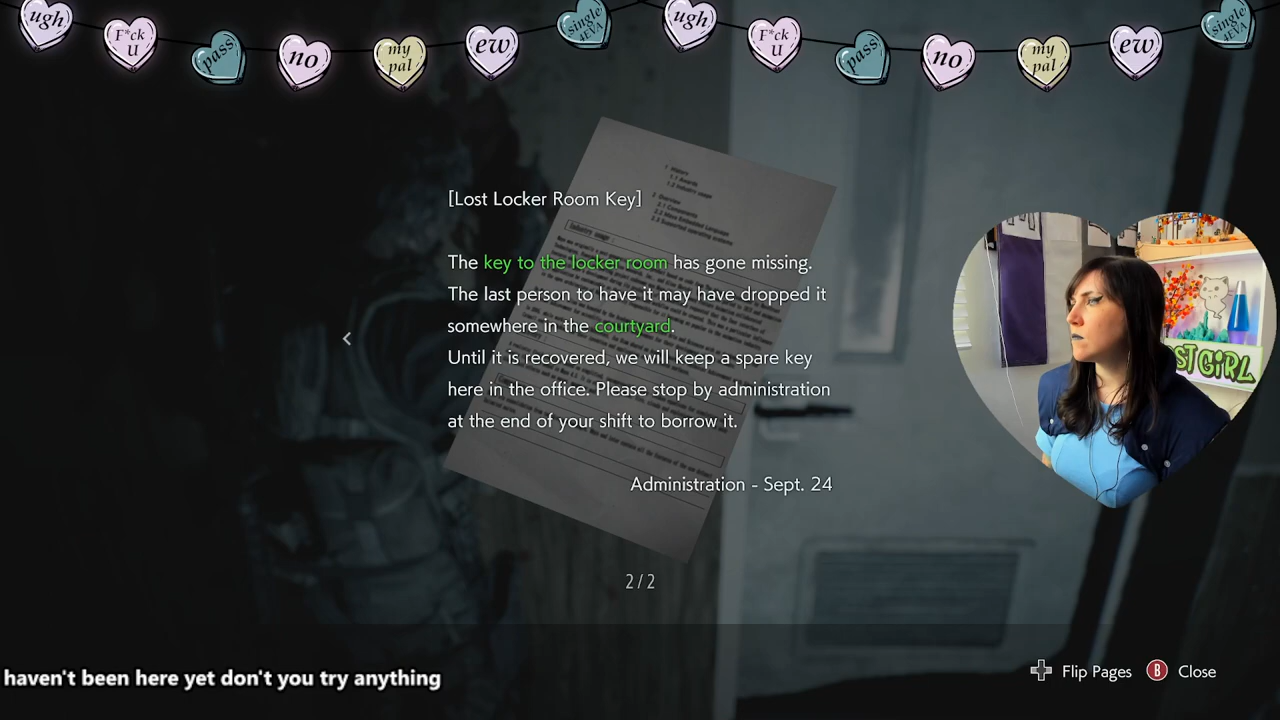 ugh
F*ck
U
pass
no
my
pal
ew
single
4EVA
ugh
F*ck
U
pass
no
my
pal
ew
single
4EVA
[Lost Locker Room Key]
The key to the locker room has gone missing.
The last person to have it may have dropped it
somewhere in the courtyard.
Until it is recovered, we will keep a spare key
here in the office. Please stop by administration
at the end of your shift to borrow it.
Administration - Sept. 24
2 / 2
ST GiRL
haven't been here yet don't you try anything
Flip Pages
B Close